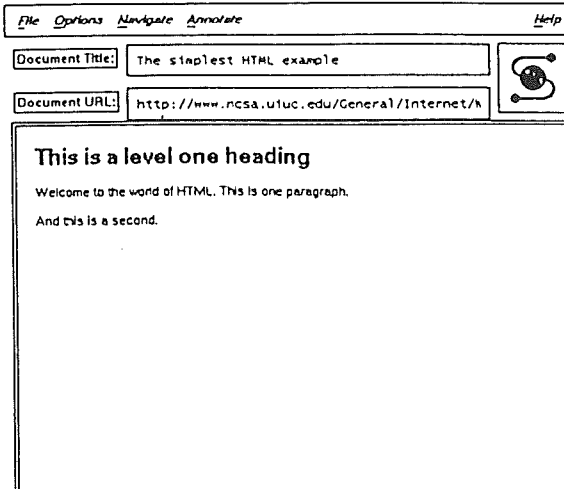 File Options Navigate Annotate Help
Document Title: The simplest HTML example
Document URL: http://www.ncsa.uiuc.edu/General/Internet/W
This is a level one heading
Welcome to the world of HTML. This is one paragraph.
And this is a second.